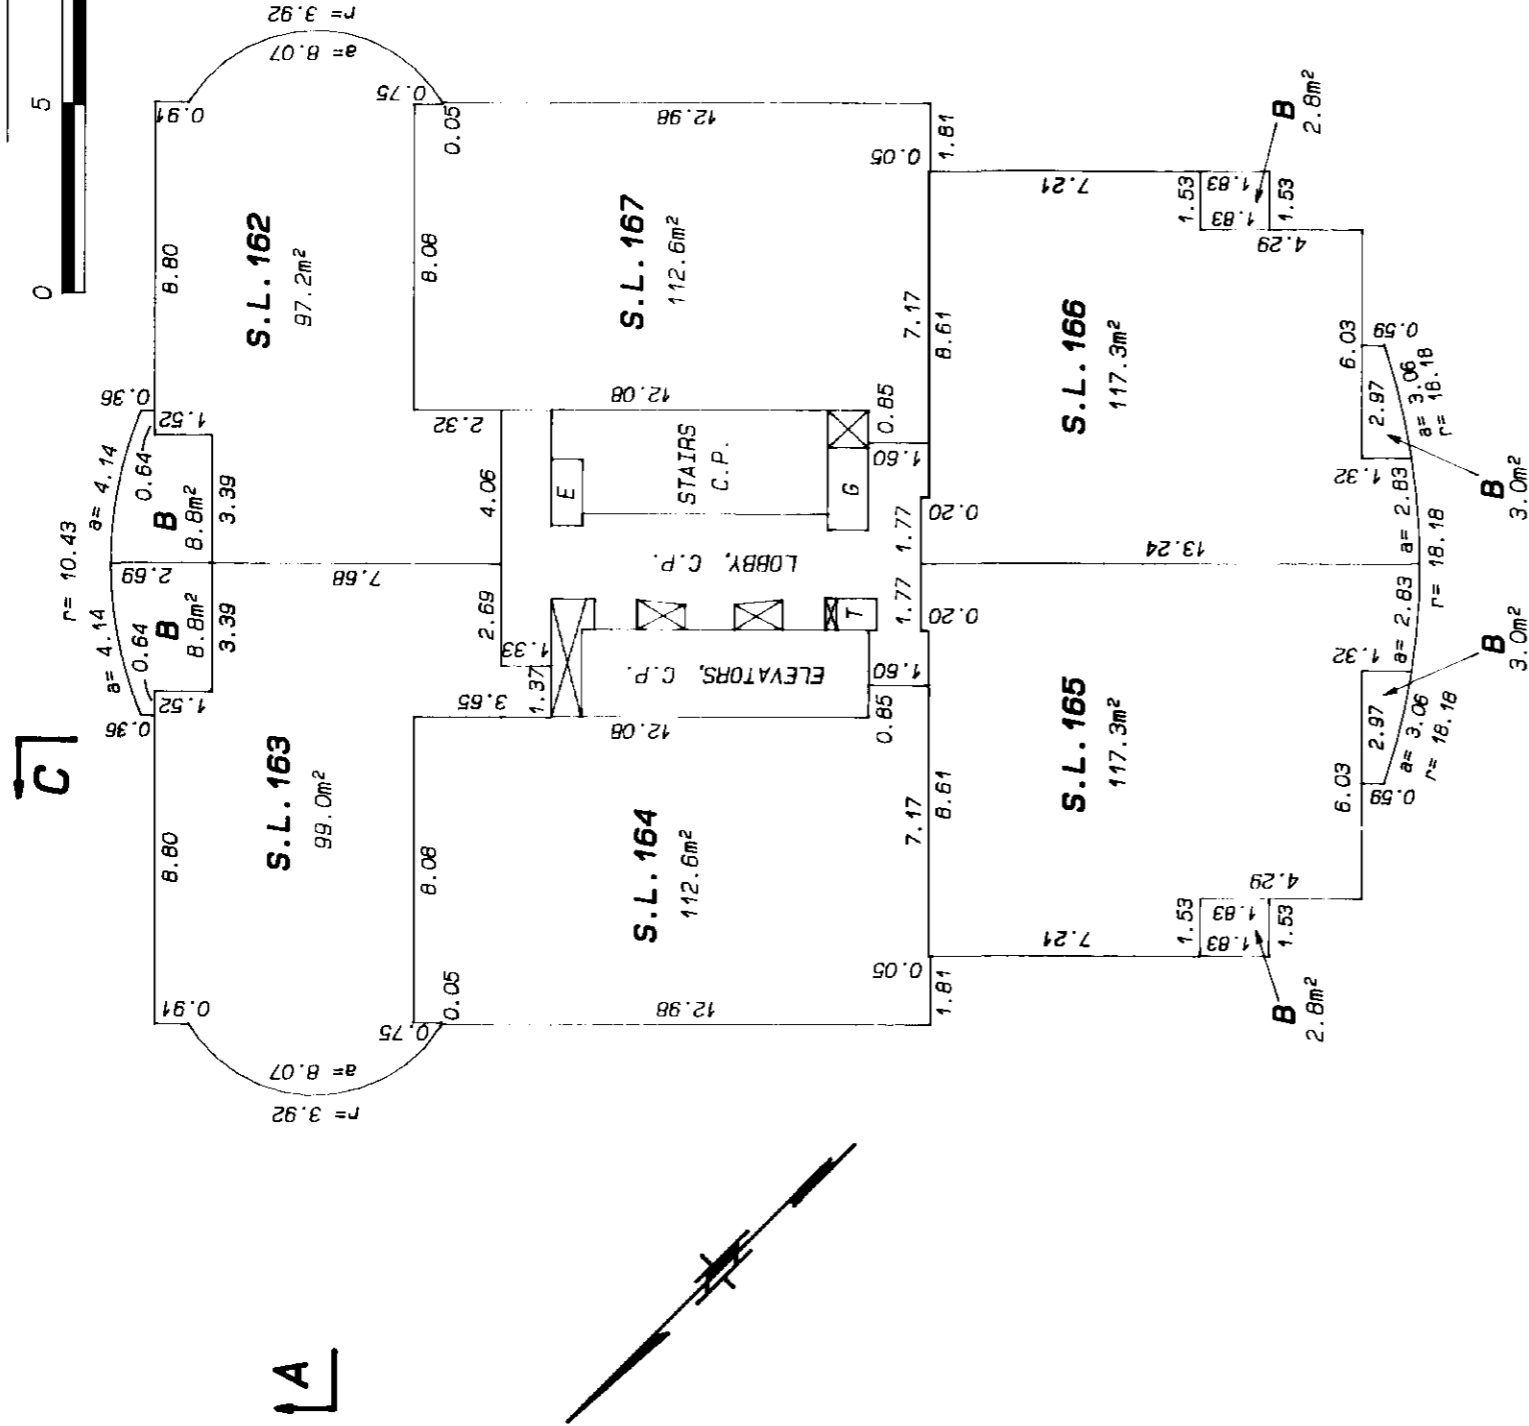 0
5
r= 3.92
a= 8.07
r= 10.43
a= 4.14
a= 4.14
0.36
0.36
0.91
0.91
8.80
8.80
0.64
0.64
1.52
1.52
B
8.8m²
B
8.8m²
2.69
3.39
3.39
C
S.L.162
97.2m²
S.L.163
99.0m²
a= 8.07
r= 3.92
0.75
0.75
0.05
0.05
8.08
8.08
2.32
3.65
7.68
4.06
2.69
1.33
1.37
12.98
12.98
12.08
12.08
S.L.167
112.6m²
S.L.164
112.6m²
E
STAIRS
C.P.
G
LOBBY, C.P.
ELEVATORS, C.P.
T
0.85
0.85
1.60
1.60
1.77
1.77
0.20
0.20
7.17
8.61
7.17
8.61
0.05
0.05
1.81
1.81
7.21
7.21
13.24
S.L.166
117.3m²
S.L.165
117.3m²
1.53
1.83
1.83
1.53
B
2.8m²
1.53
1.83
1.83
1.53
B
2.8m²
4.29
4.29
6.03
6.03
0.59
0.59
2.97
2.97
1.32
1.32
a= 3.06
r= 18.18
a= 2.83
a= 2.83
r= 18.18
a= 3.06
r= 18.18
B
3.0m²
B
3.0m²
A